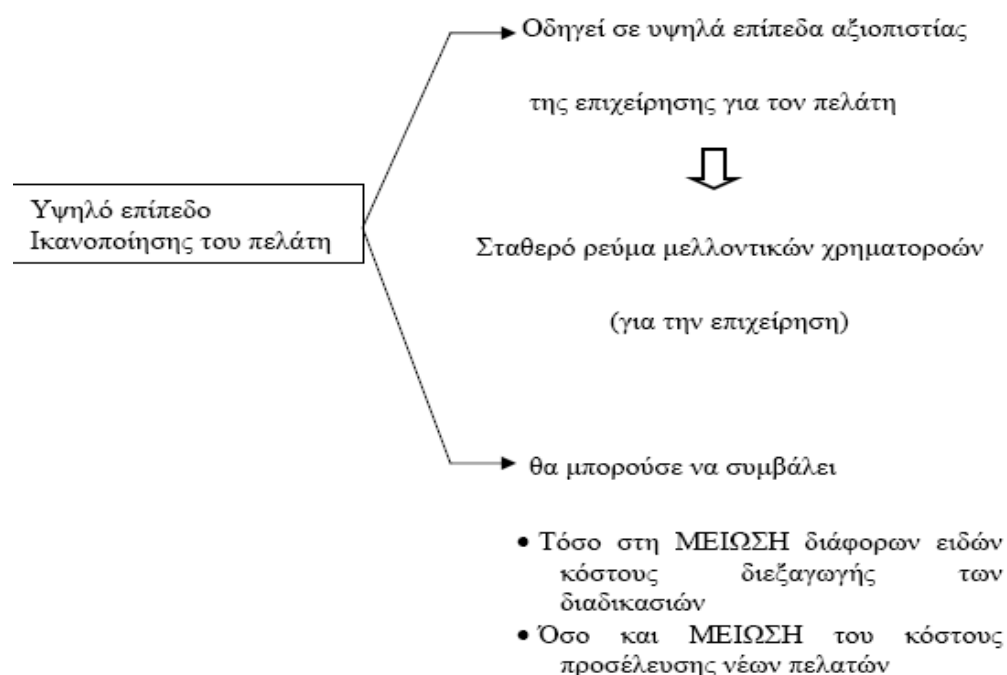 Οδηγεί σε υψηλά επίπεδα αξιοπιστίας
της επιχείρησης για τον πελάτη
Υψηλό επίπεδο
Ικανοποίησης του πελάτη
Σταθερό ρεύμα μελλοντικών χρηματοροών
(για την επιχείρηση)
θα μπορούσε να συμβάλει
• Τόσο στη ΜΕΙΩΣΗ διάφορων ειδών
κόστους διεξαγωγής των
διαδικασιών
• Όσο και ΜΕΙΩΣΗ του κόστους
προσέλευσης νέων πελατών